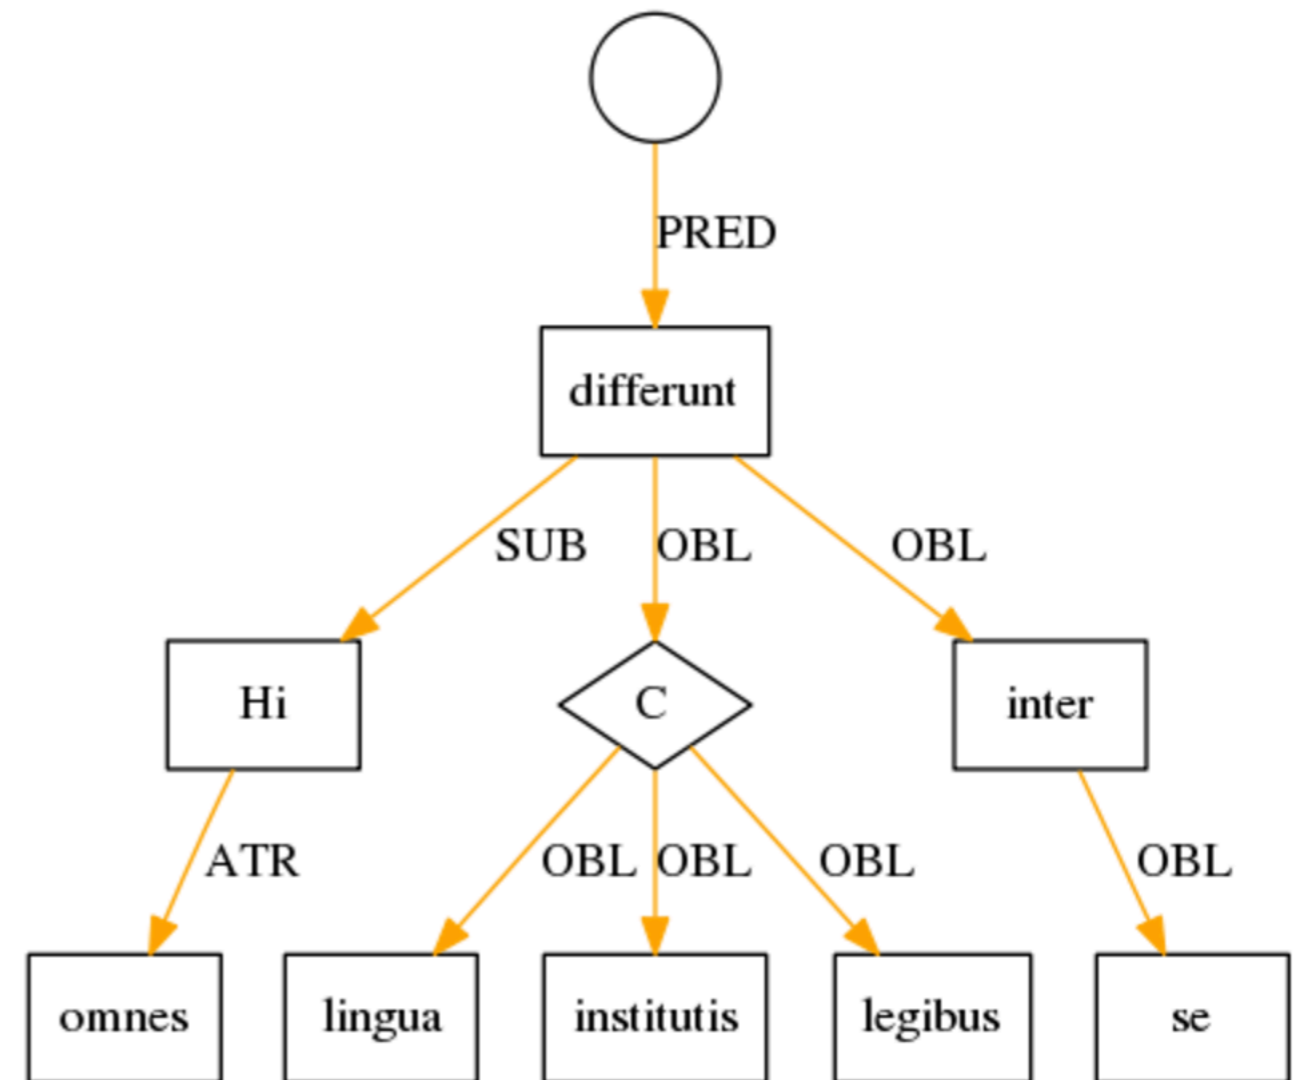 PRED
differunt
SUB OBL OBL
Hi C inter
ATR OBL OBL OBL OBL
omnes lingua institutis legibus se